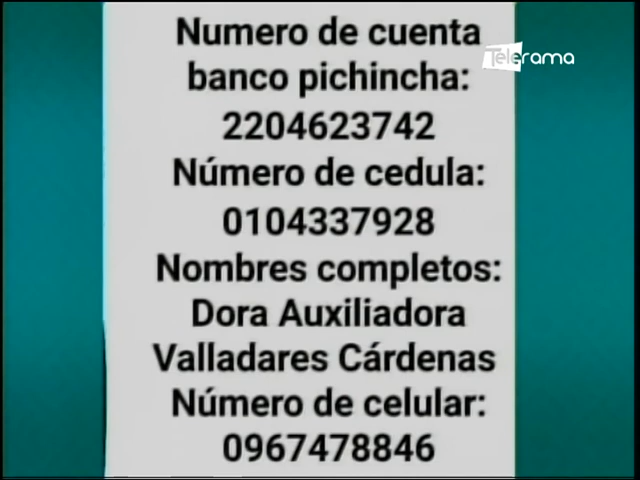 Numero de cuenta
banco pichincha:
2204623742
Número de cedula:
0104337928
Nombres completos:
Dora Auxiliadora
Valladares Cárdenas
Número de celular:
0967478846
Telerama